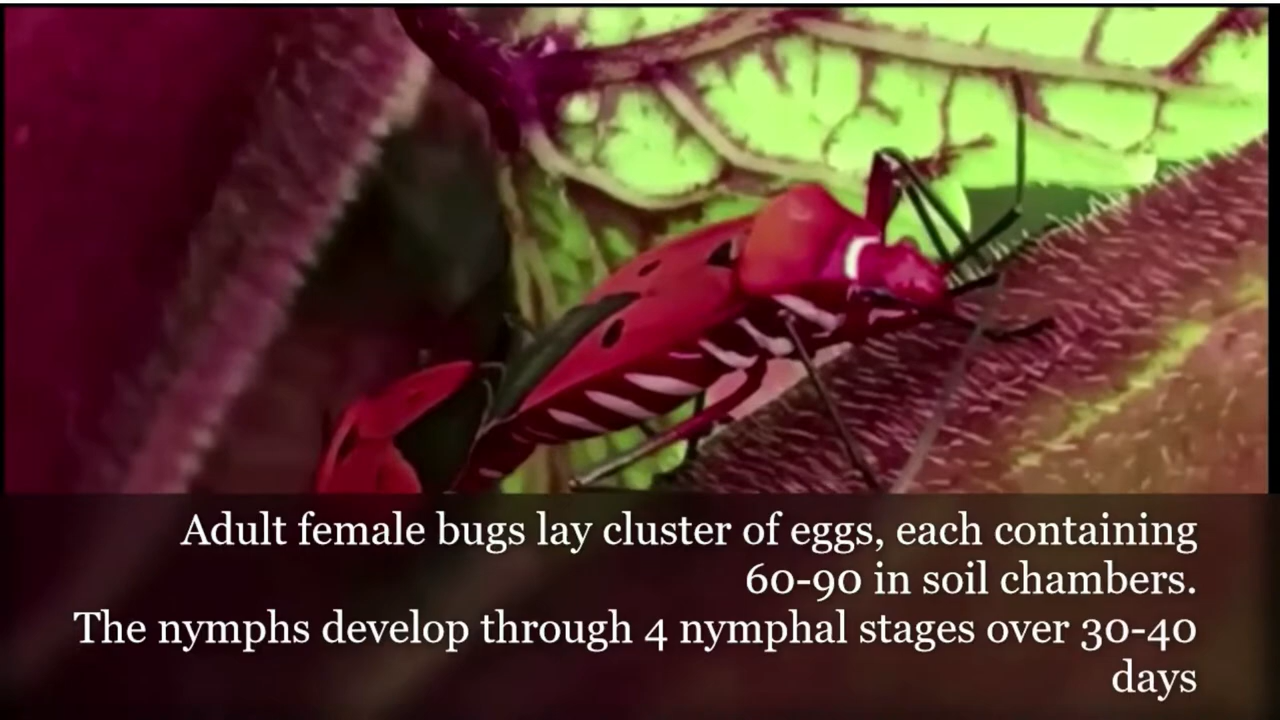 Adult female bugs lay cluster of eggs, each containing
60-90 in soil chambers.
The nymphs develop through 4 nymphal stages over 30-40
days